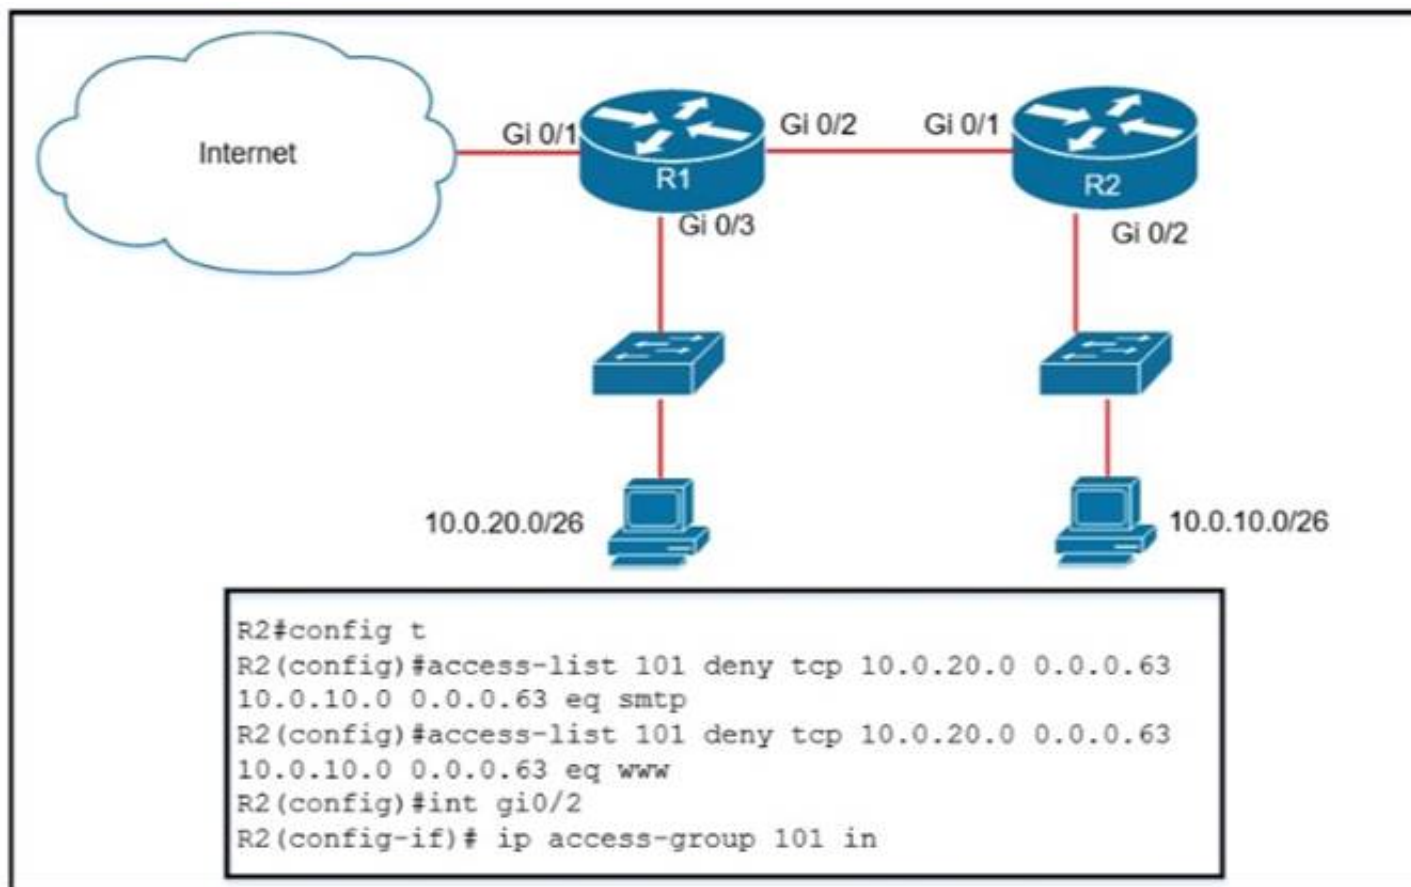 Internet
Gi 0/1
R1
Gi 0/2
Gi 0/1
R2
Gi 0/3
Gi 0/2
10.0.20.0/26
10.0.10.0/26
R2#config t
R2(config)#access-list 101 deny tcp 10.0.20.0 0.0.0.63
10.0.10.0 0.0.0.63 eq smtp
R2(config)#access-list 101 deny tcp 10.0.20.0 0.0.0.63
10.0.10.0 0.0.0.63 eq www
R2(config)#int gi0/2
R2(config-if)# ip access-group 101 in